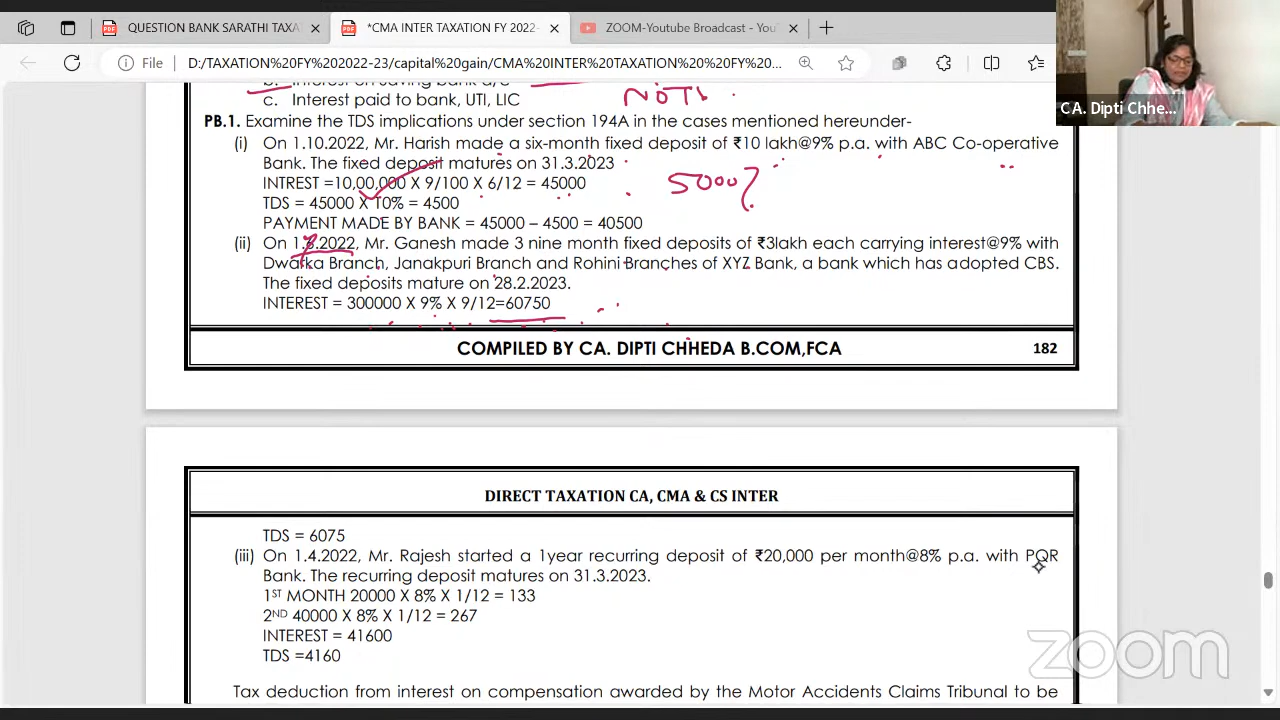 QUESTION BANK SARATHI TAXAT
*CMA INTER TAXATION FY 2022-
ZOOM-Youtube Broadcast - You
File
D:/TAXATION%20FY%202022-23/capital%20gain/CMA%20INTER%20TAXATION%20%20FY%20...
CA. Dipti Chhe...
c. Interest paid to bank, UTI, LIC
PB.1. Examine the TDS implications under section 194A in the cases mentioned hereunder-
(i) On 1.10.2022, Mr. Harish made a six-month fixed deposit of ₹10 lakh@9% p.a. with ABC Co-operative
Bank. The fixed deposit matures on 31.3.2023
INTREST =10,00,000 X 9/100 X 6/12 = 45000
5000
TDS = 45000 X 10% = 4500
PAYMENT MADE BY BANK = 45000 – 4500 = 40500
(ii) On 1.6.2022, Mr. Ganesh made 3 nine month fixed deposits of ₹3lakh each carrying interest@9% with
Dwarka Branch, Janakpuri Branch and Rohini Branches of XYZ Bank, a bank which has adopted CBS.
The fixed deposits mature on 28.2.2023.
INTEREST = 300000 X 9% X 9/12=60750
COMPILED BY CA. DIPTI CHHEDA B.COM,FCA
182
DIRECT TAXATION CA, CMA & CS INTER
TDS = 6075
(iii) On 1.4.2022, Mr. Rajesh started a 1year recurring deposit of ₹20,000 per month@8% p.a. with PQR
Bank. The recurring deposit matures on 31.3.2023.
1ST MONTH 20000 X 8% X 1/12 = 133
2ND 40000 X 8% X 1/12 = 267
INTEREST = 41600
TDS =4160
Tax deduction from interest on compensation awarded by the Motor Accidents Claims Tribunal to be
zoom